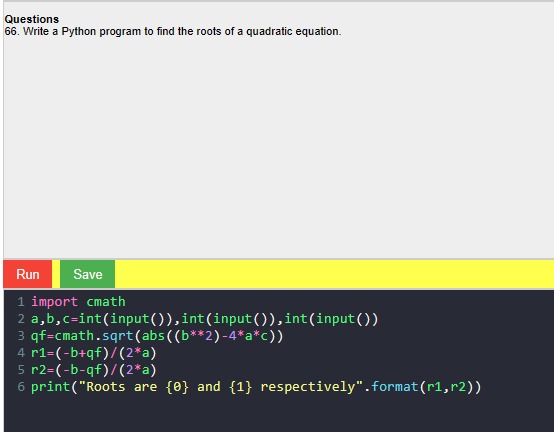 Questions
66. Write a Python program to find the roots of a quadratic equation.
Run Save
1 import cmath
2 a,b,c=int(input()),int(input()),int(input())
3 qf=cmath.sqrt(abs((b**2)-4*a*c))
4 r1=(-b+qf)/(2*a)
5 r2=(-b-qf)/(2*a)
6 print("Roots are {0} and {1} respectively".format(r1,r2))